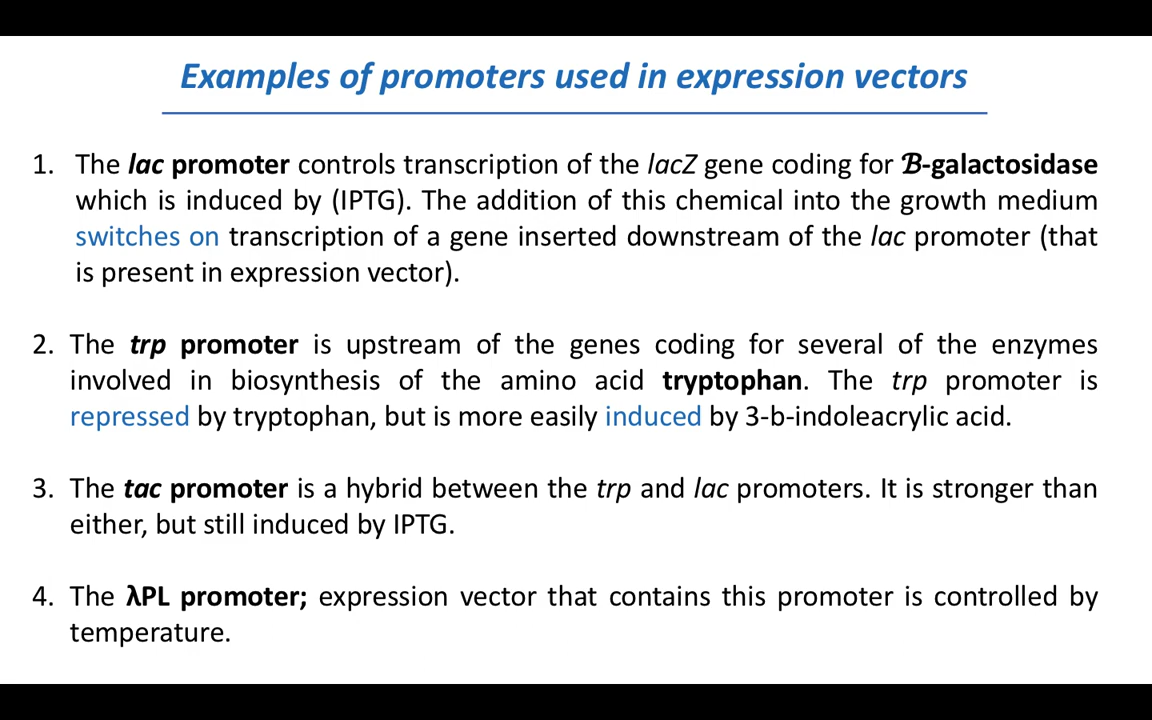 Examples of promoters used in expression vectors
1. The lac promoter controls transcription of the lacZ gene coding for ℬ-galactosidase
which is induced by (IPTG). The addition of this chemical into the growth medium
switches on transcription of a gene inserted downstream of the lac promoter (that
is present in expression vector).
2. The trp promoter is upstream of the genes coding for several of the enzymes
involved in biosynthesis of the amino acid tryptophan. The trp promoter is
repressed by tryptophan, but is more easily induced by 3-b-indoleacrylic acid.
3. The tac promoter is a hybrid between the trp and lac promoters. It is stronger than
either, but still induced by IPTG.
4. The λPL promoter; expression vector that contains this promoter is controlled by
temperature.